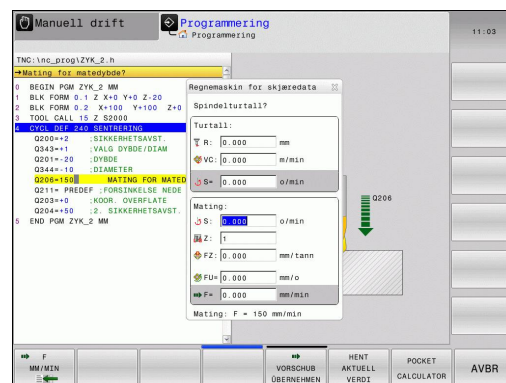 Manuell drift
Programmering
Programmering
11:03
TNC:\nc_prog\ZYK_2.h
→Mating for matedybde?
0 BEGIN PGM ZYK_2 MM
1 BLK FORM 0.1 Z X+0 Y+0 Z-20
2 BLK FORM 0.2 X+100 Y+100 Z+0
3 TOOL CALL 15 Z S2000
4 CYCL DEF 240 SENTRERING
Q200=+2 ;SIKKERHETSAVST.
Q343=+1 ;VALG DYBDE/DIAM
Q201=-20 ;DYBDE
Q344=-10 ;DIAMETER
Q206=150 MATING FOR MATED
Q211= PREDEF ;FORSINKELSE NEDE
Q203=+0 ;KOOR. OVERFLATE
Q204=+50 ;2. SIKKERHETSAVST.
5 END PGM ZYK_2 MM
Regnemaskin for skjæredata
Spindelturtall?
Turtall:
R: 0.000 mm
VC: 0.000 m/min
S= 0.000 o/min
Mating:
S: 0.000 o/min
Z: 1
FZ: 0.000 mm/tann
FU= 0.000 mm/o
F= 0.000 mm/min
Mating: F = 150 mm/min
Q206
F
MM/MIN
VORSCHUB
ÜBERNEHMEN
HENT
AKTUELL
VERDI
POCKET
CALCULATOR
AVBR